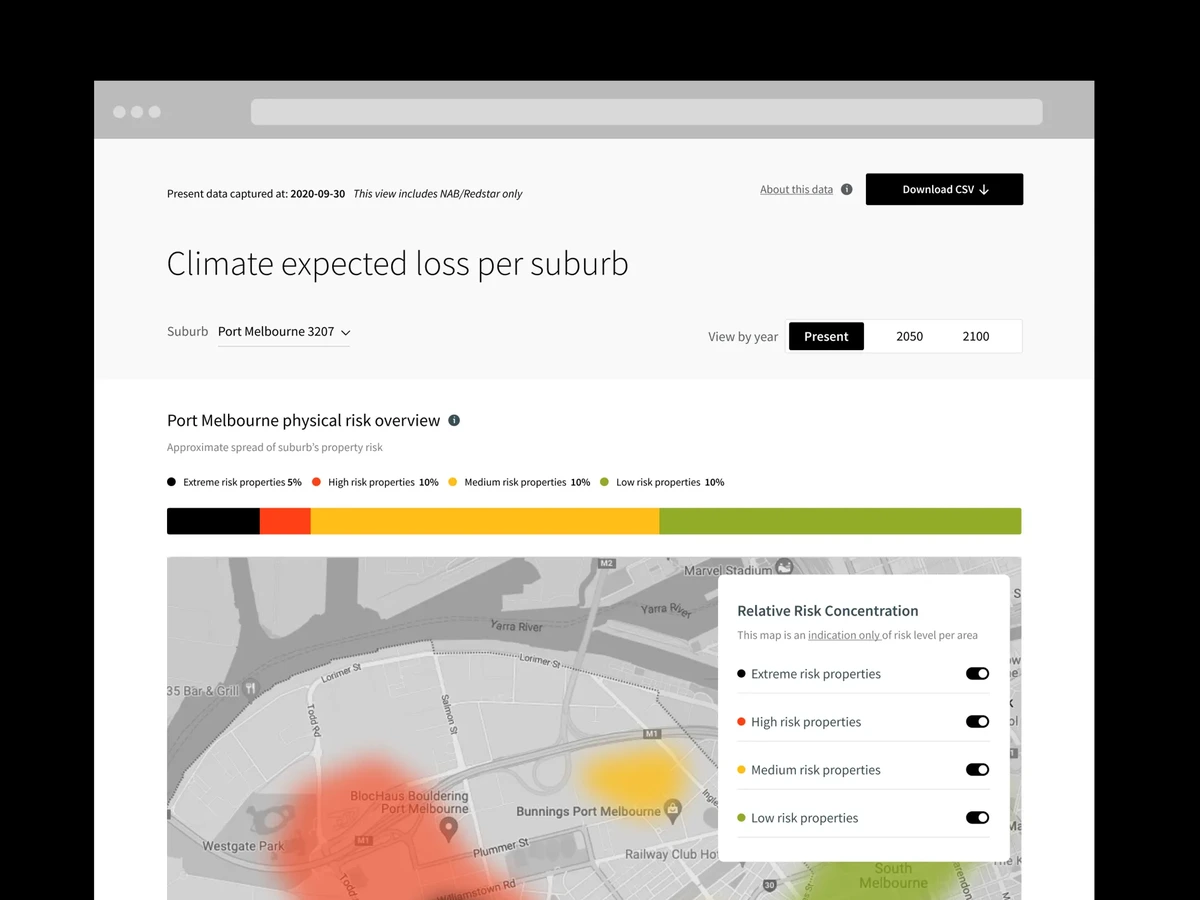 Present data captured at: 2020-09-30 This view includes NAB/Redstar only
About this data
Download CSV
Climate expected loss per suburb
Suburb Port Melbourne 3207
View by year Present 2050 2100
Port Melbourne physical risk overview
Approximate spread of suburb's property risk
Extreme risk properties 5% High risk properties 10% Medium risk properties 10% Low risk properties 10%
M2
Marvel Stadium
Yarra River
Yarra River
Lorimer St
Lorimer St
35 Bar & Grill
Todd Rd
Salmon St
M1
BlocHaus Bouldering
Port Melbourne
Bunnings Port Melbourne
M1
Westgate Park
Plummer St
Railway Club
Williamstown Rd
30
South
Melbourne
Relative Risk Concentration
This map is an indication only of risk level per area
Extreme risk properties
High risk properties
Medium risk properties
Low risk properties